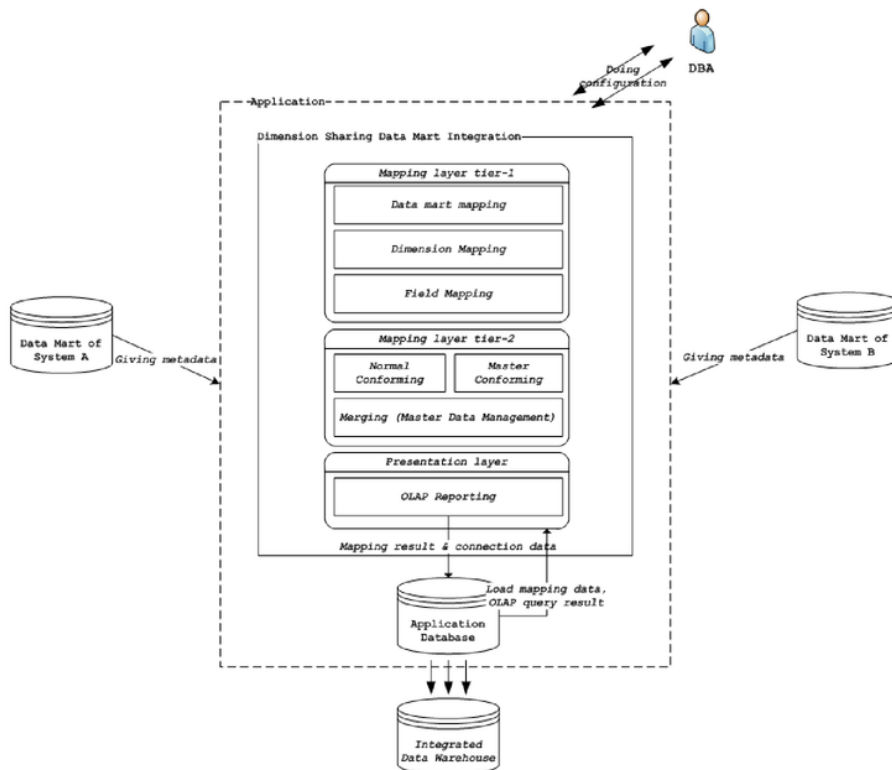 DBA
Doing
configuration
Application
Dimension Sharing Data Mart Integration
Mapping layer tier-1
Data mart mapping
Dimension Mapping
Field Mapping
Data Mart of
System A
Giving metadata
Mapping layer tier-2
Normal
Conforming
Master
Conforming
Merging (Master Data Management)
Giving metadata
Data Mart of
System B
Presentation layer
OLAP Reporting
Mapping result & connection data
Load mapping data,
OLAP query result
Application
Database
Integrated
Data Warehouse